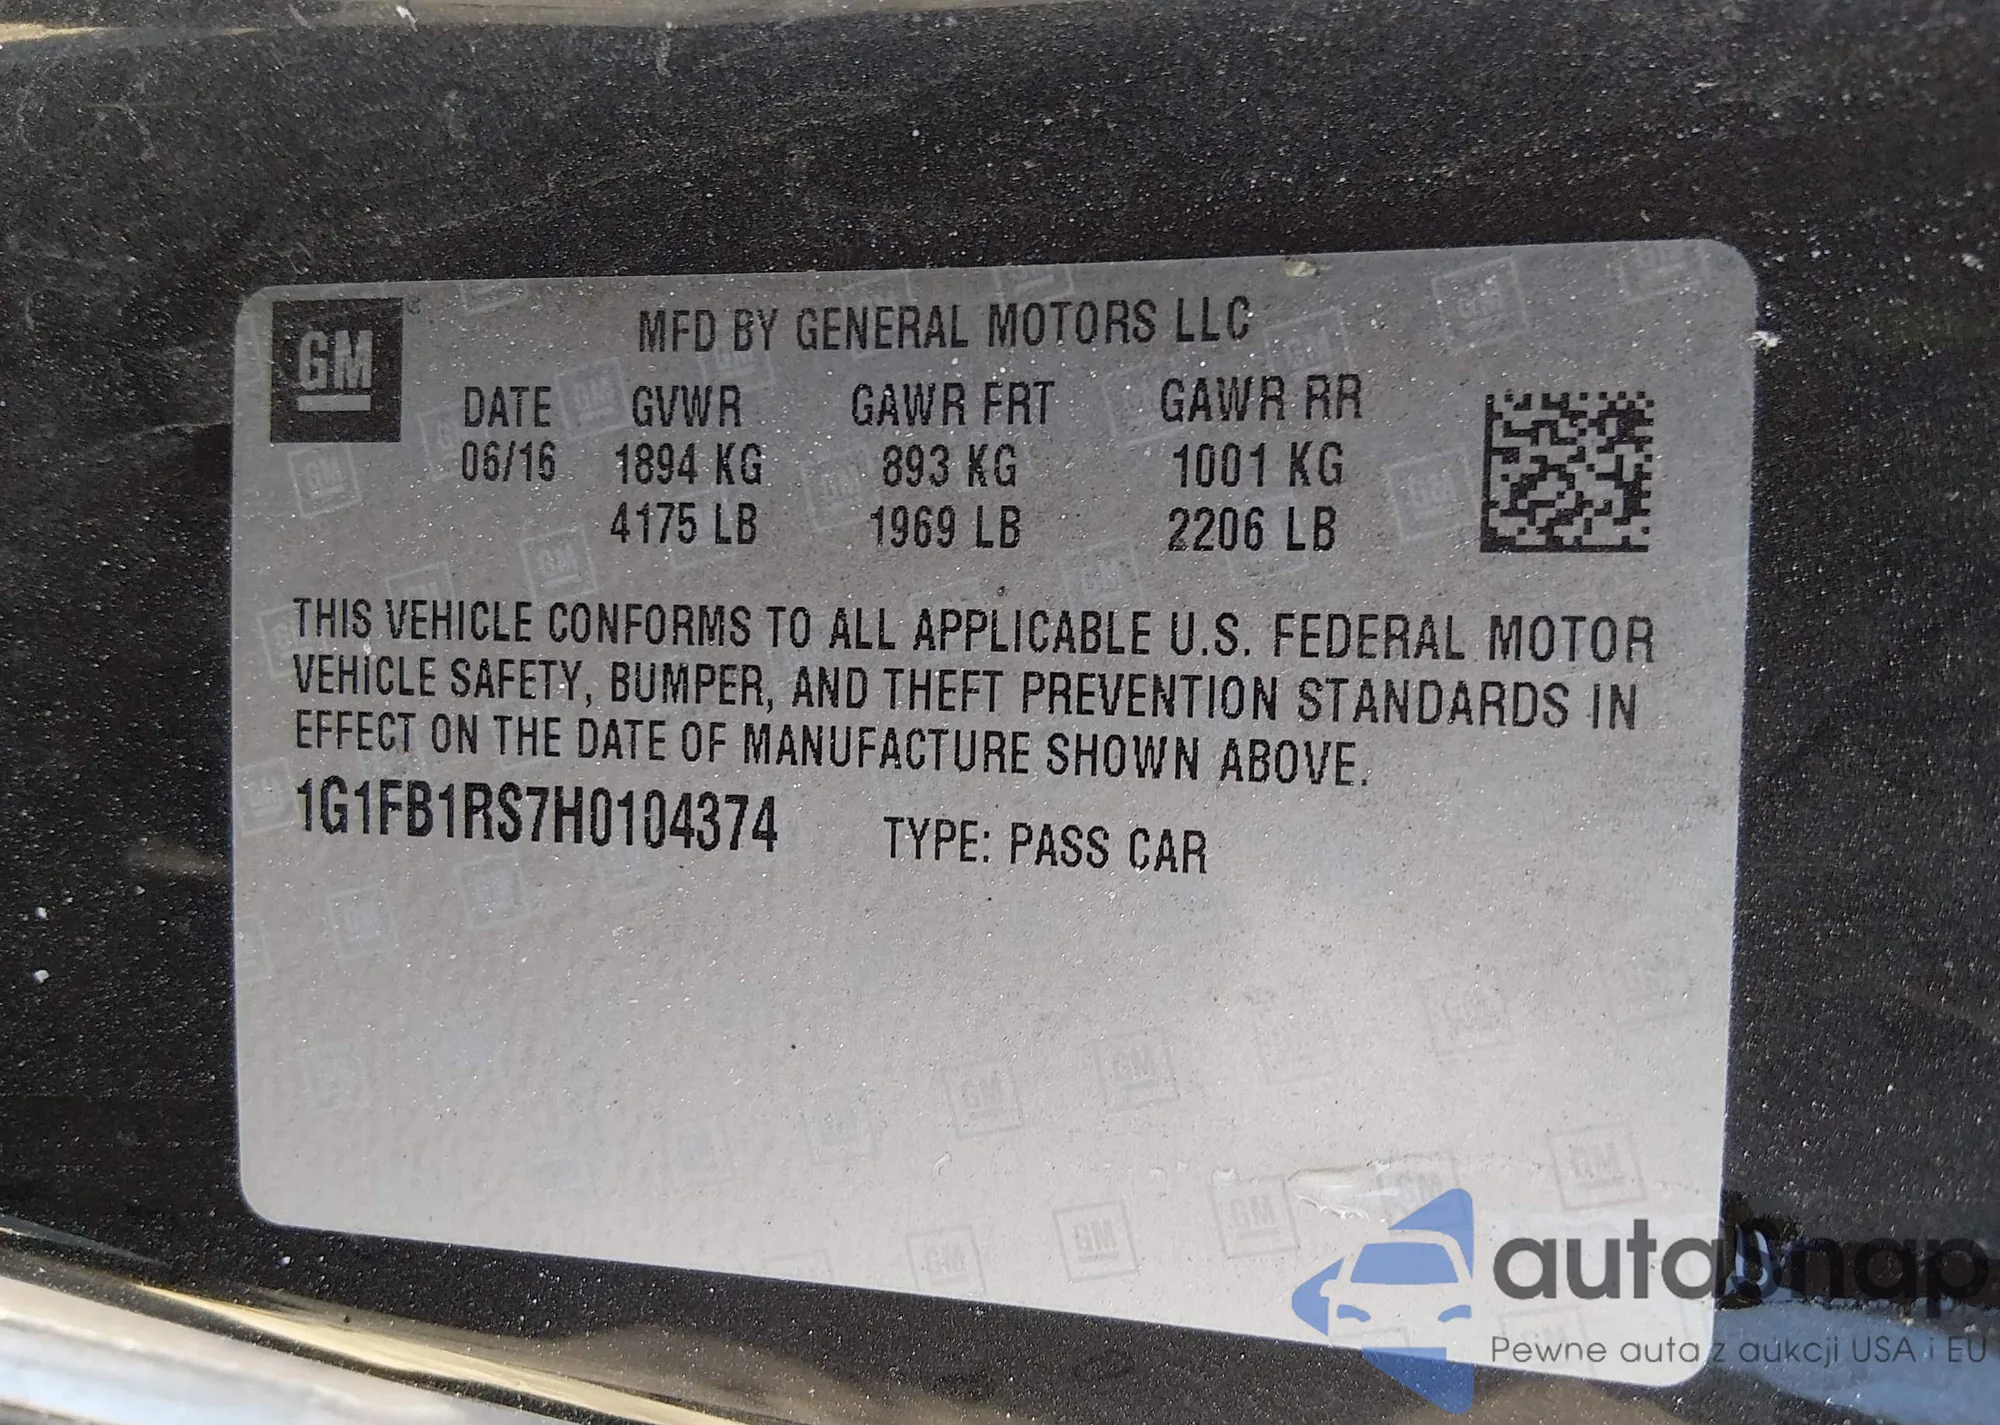 GM
MFD BY GENERAL MOTORS LLC
DATE GVWR GAWR FRT GAWR RR
06/16 1894 KG 893 KG 1001 KG
4175 LB 1969 LB 2206 LB
THIS VEHICLE CONFORMS TO ALL APPLICABLE U.S. FEDERAL MOTOR
VEHICLE SAFETY, BUMPER, AND THEFT PREVENTION STANDARDS IN
EFFECT ON THE DATE OF MANUFACTURE SHOWN ABOVE.
1G1FB1RS7H0104374 TYPE: PASS CAR
autaSnap
Pewne auta z aukcji USA i EU